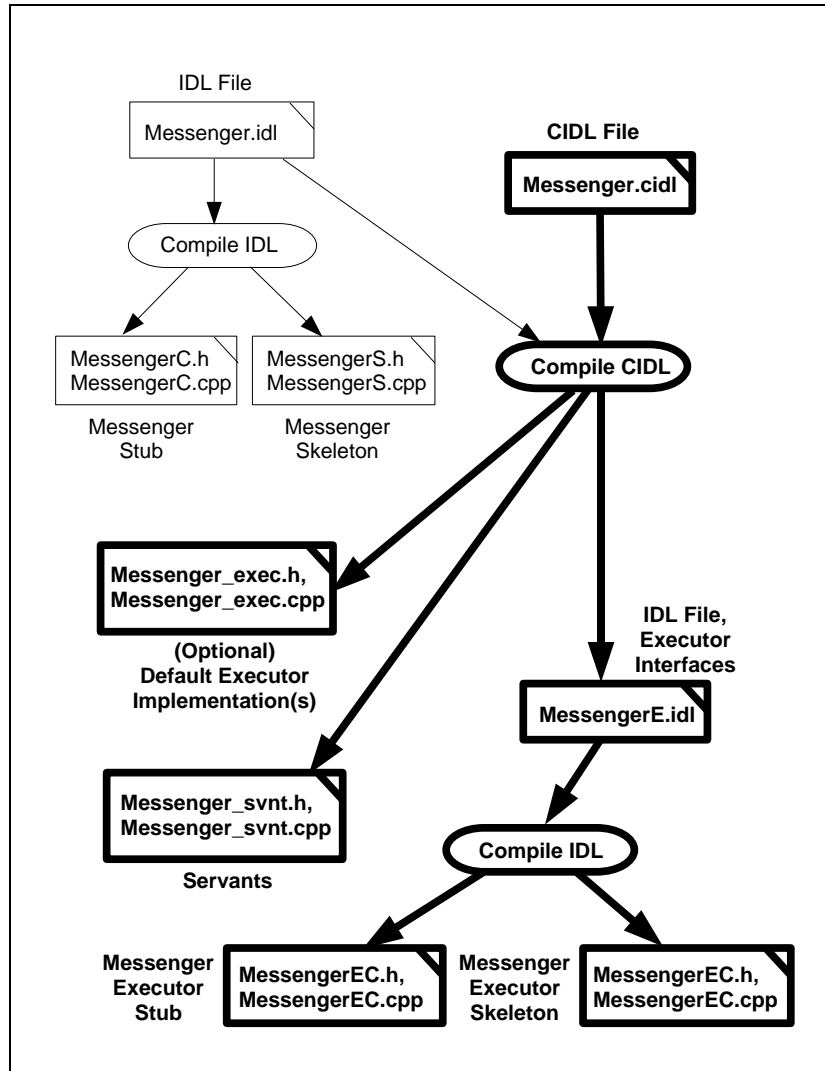 IDL File
Messenger.idl
CIDL File
Messenger.cidl
Compile IDL
MessengerC.h
MessengerC.cpp
Messenger
Stub
MessengerS.h
MessengerS.cpp
Messenger
Skeleton
Compile CIDL
Messenger_exec.h,
Messenger_exec.cpp
(Optional)
Default Executor
Implementation(s)
IDL File,
Executor
Interfaces
MessengerE.idl
Messenger_svnt.h,
Messenger_svnt.cpp
Servants
Compile IDL
Messenger
Executor
Stub
MessengerEC.h,
MessengerEC.cpp
Messenger
Executor
Skeleton
MessengerEC.h,
MessengerEC.cpp